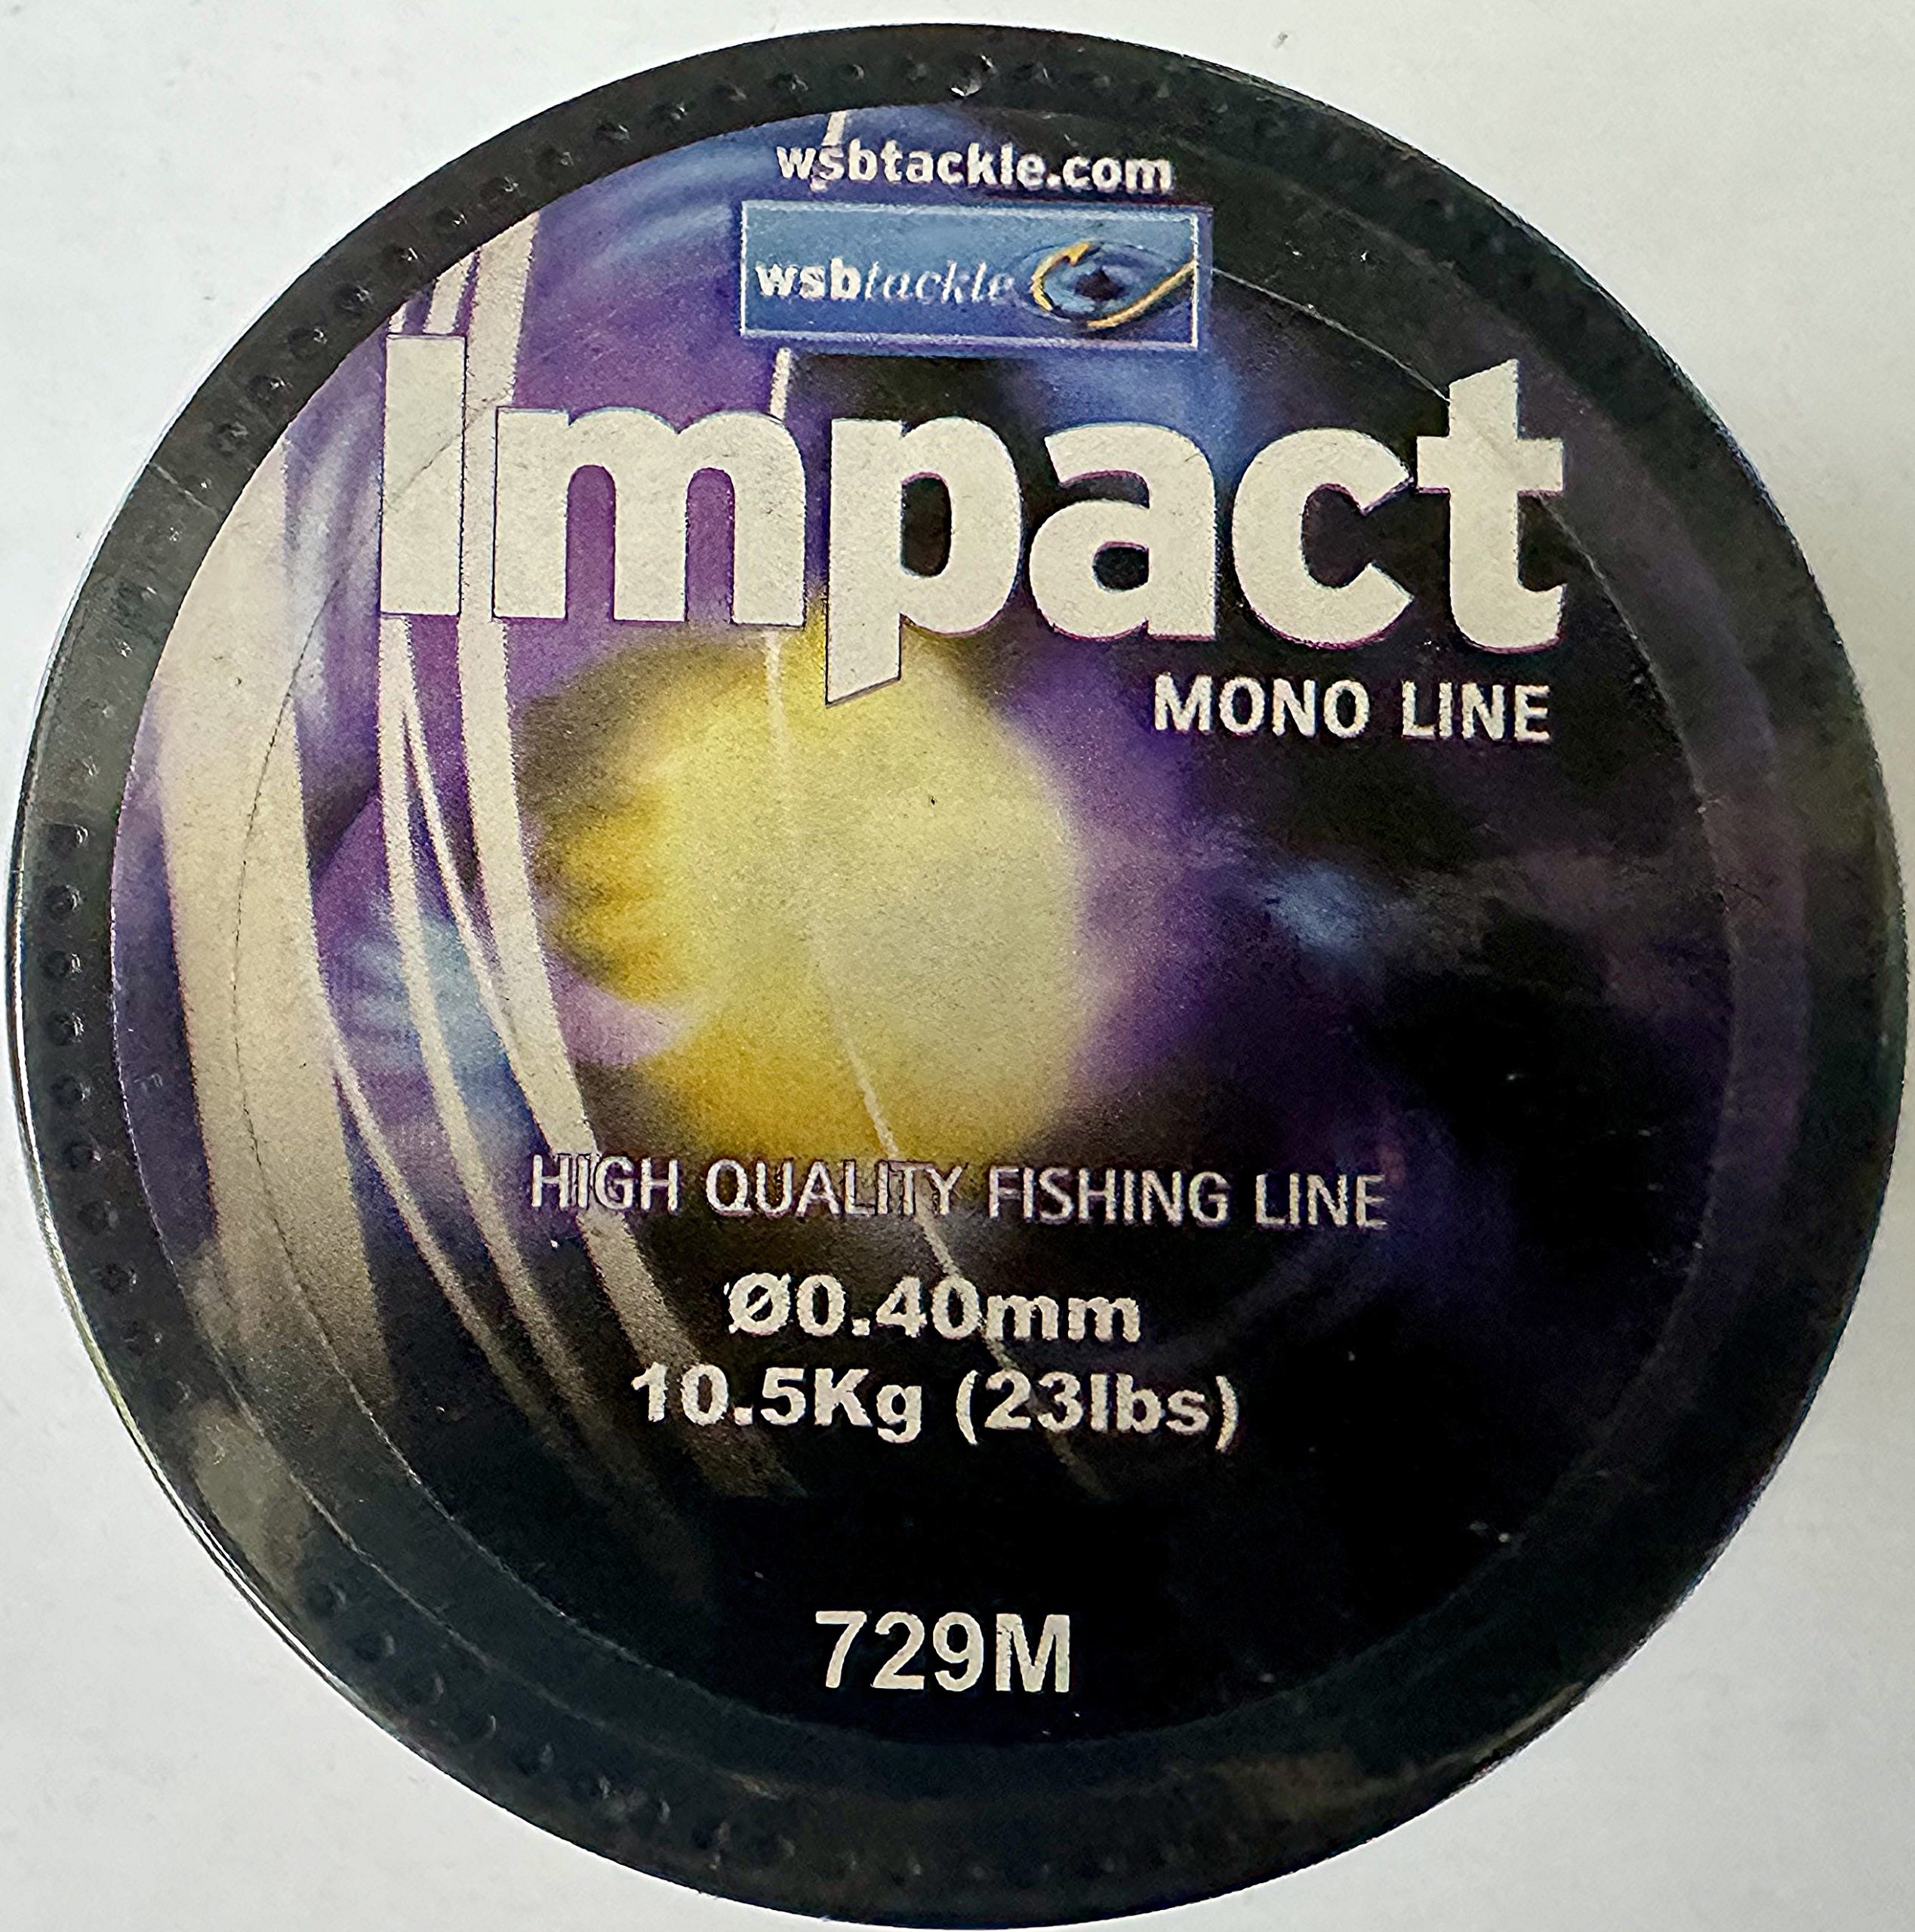 wsbtackle.com
wsbtackle
Impact
MONO LINE
HIGH QUALITY FISHING LINE
Ø0.40mm
10.5Kg (23lbs)
729M